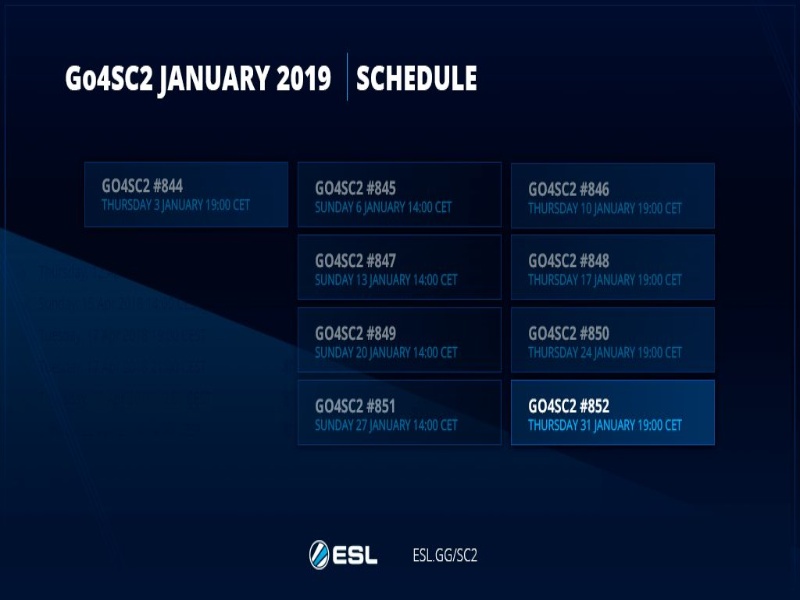 Go4SC2 JANUARY 2019 SCHEDULE
GO4SC2 #844
THURSDAY 3 JANUARY 19:00 CET
GO4SC2 #845
SUNDAY 6 JANUARY 14:00 CET
GO4SC2 #846
THURSDAY 10 JANUARY 19:00 CET
GO4SC2 #847
SUNDAY 13 JANUARY 14:00 CET
GO4SC2 #848
THURSDAY 17 JANUARY 19:00 CET
GO4SC2 #849
SUNDAY 20 JANUARY 14:00 CET
GO4SC2 #850
THURSDAY 24 JANUARY 19:00 CET
GO4SC2 #851
SUNDAY 27 JANUARY 14:00 CET
GO4SC2 #852
THURSDAY 31 JANUARY 19:00 CET
ESL ESL.GG/SC2